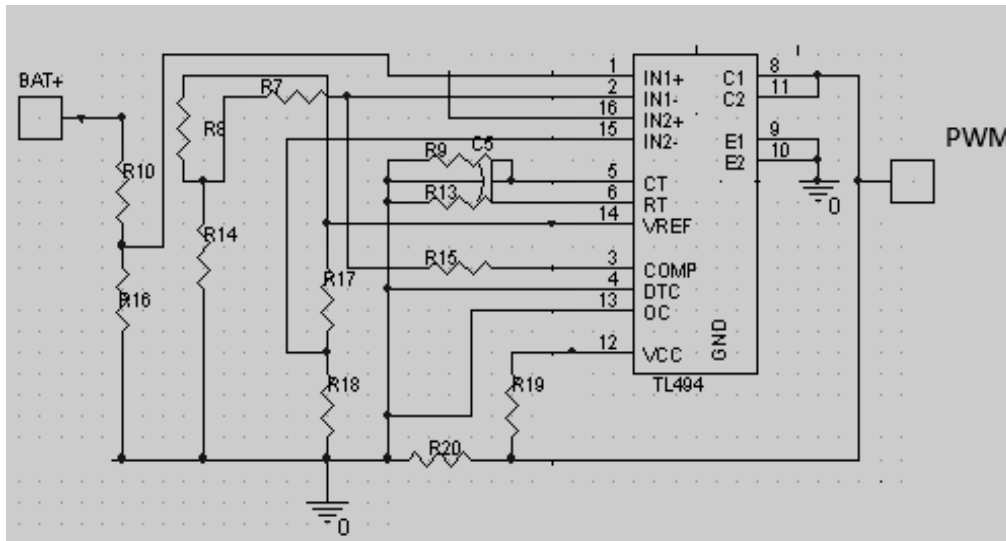 BAT+
R10
R16
R8
R7
R14
R17
R18
R9
C5
R13
R15
R20
R19
1
2
16
15
5
6
14
3
4
13
12
IN1+
IN1-
IN2+
IN2-
CT
RT
VREF
COMP
DTC
OC
VCC
GND
C1
C2
E1
E2
8
11
9
10
TL494
PWM
0
0